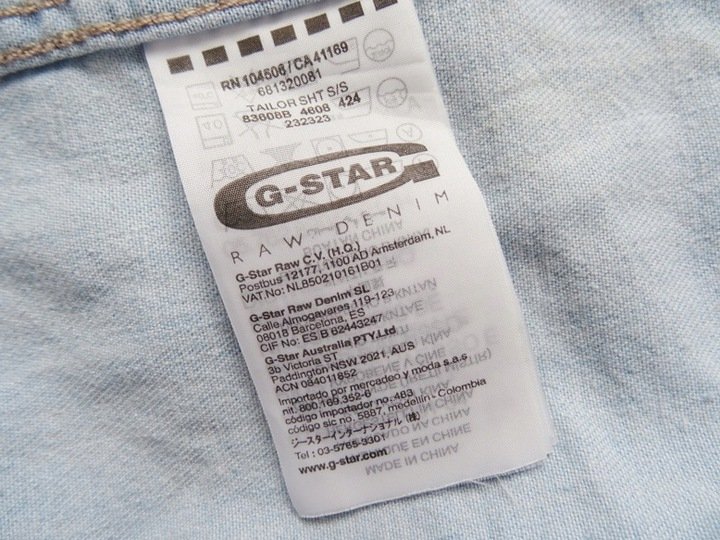 RN 104506 / CA 41169
681320081
TAILOR SHT S/S
83608B 4608 424
232323
G-STAR
RAW DENIM
G-Star Raw C.V. (H.Q.)
Postbus 12177, 1100 AD Amsterdam, NL
VAT.No: NL850210161B01
G-Star Raw Denim SL
Calle Almogavares 119-123
08018 Barcelona, ES
CIF No: ES B 62443247
G-Star Australia PTY.Ltd
3b Victoria ST
Paddington NSW 2021, AUS
ACN 084011852
Importado por mercadeo y moda s.a.s
nit. 800.169.352-6
código importador no. 483
código sic no. 5887, medellin - Colombia
ジースターインターナショナル (株)
Tel : 03-5765-3301
www.g-star.com
MADE IN CHINA